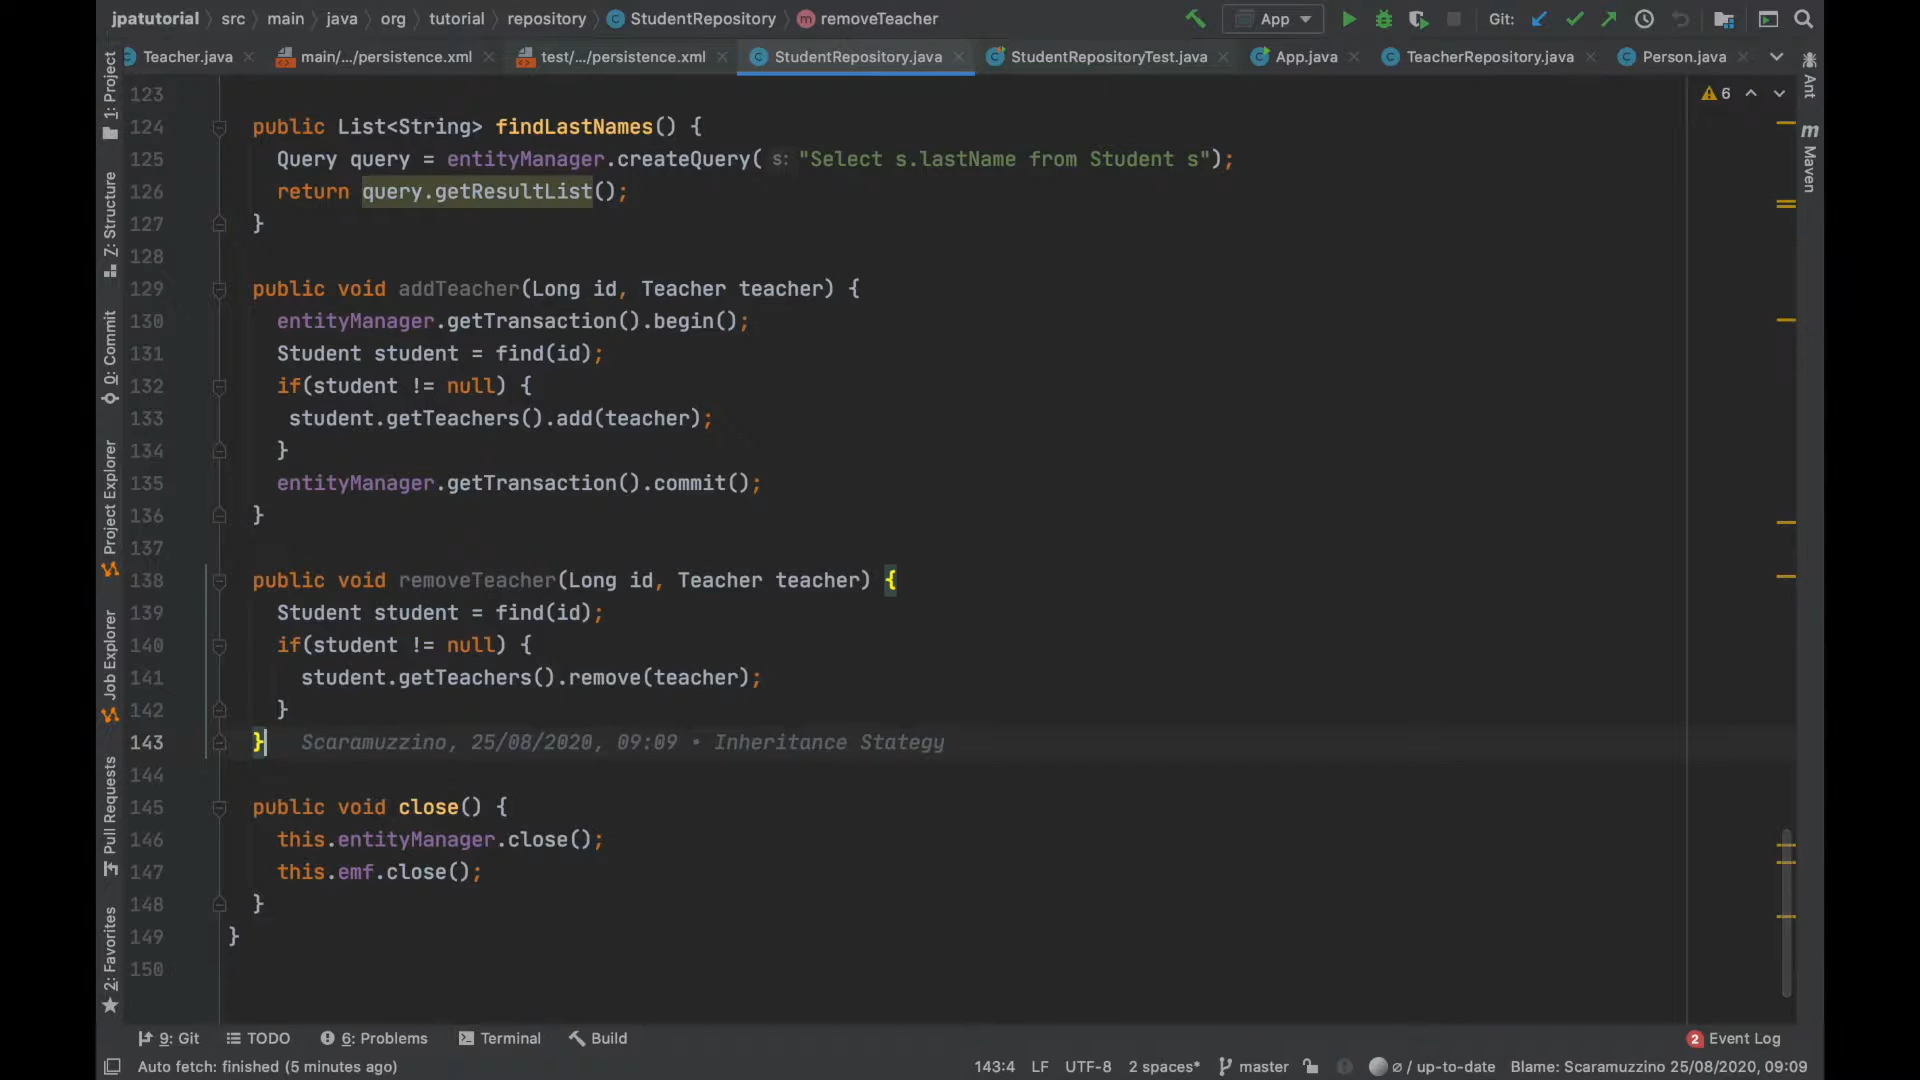 jpatutorial src main java org tutorial repository StudentRepository removeTeacher App Git:
Teacher.java main/.../persistence.xml test/.../persistence.xml StudentRepository.java StudentRepositoryTest.java App.java TeacherRepository.java Person.java
1: Project
Z: Structure
0: Commit
Project Explorer
Job Explorer
Pull Requests
2: Favorites
123
124 public List<String> findLastNames() {
125 Query query = entityManager.createQuery( s: "Select s.lastName from Student s");
126 return query.getResultList();
127 }
128
129 public void addTeacher(Long id, Teacher teacher) {
130 entityManager.getTransaction().begin();
131 Student student = find(id);
132 if(student != null) {
133 student.getTeachers().add(teacher);
134 }
135 entityManager.getTransaction().commit();
136 }
137
138 public void removeTeacher(Long id, Teacher teacher) {
139 Student student = find(id);
140 if(student != null) {
141 student.getTeachers().remove(teacher);
142 }
143 } Scaramuzzino, 25/08/2020, 09:09 • Inheritance Stategy
144
145 public void close() {
146 this.entityManager.close();
147 this.emf.close();
148 }
149 }
150
6
Ant
m Maven
9: Git TODO 6: Problems Terminal Build 2 Event Log
Auto fetch: finished (5 minutes ago) 143:4 LF UTF-8 2 spaces* master ∅ / up-to-date Blame: Scaramuzzino 25/08/2020, 09:09